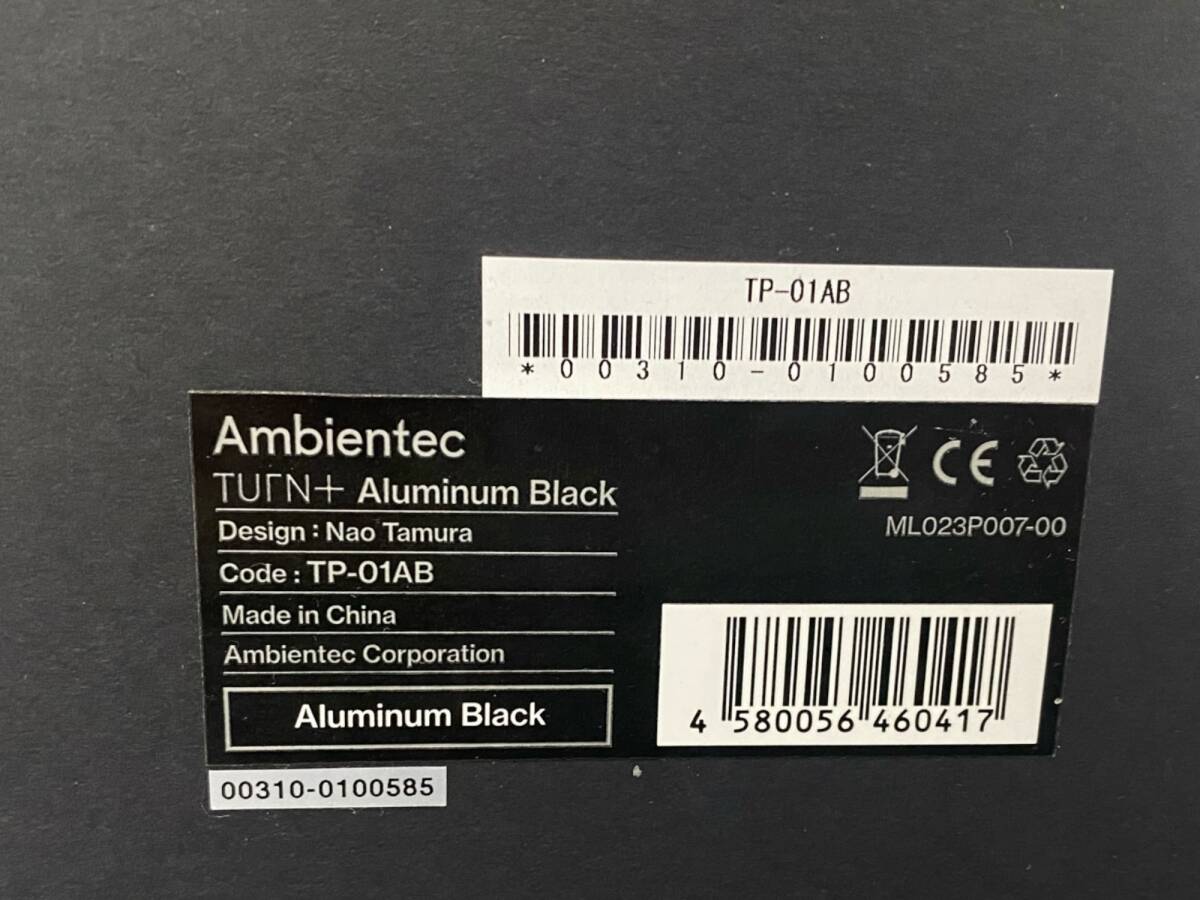 TP-01AB
*00310-0100585*
Ambientec
TUrN+ Aluminum Black
Design : Nao Tamura
Code : TP-01AB
Made in China
Ambientec Corporation
Aluminum Black
CE
ML023P007-00
4 580056 460417
00310-0100585